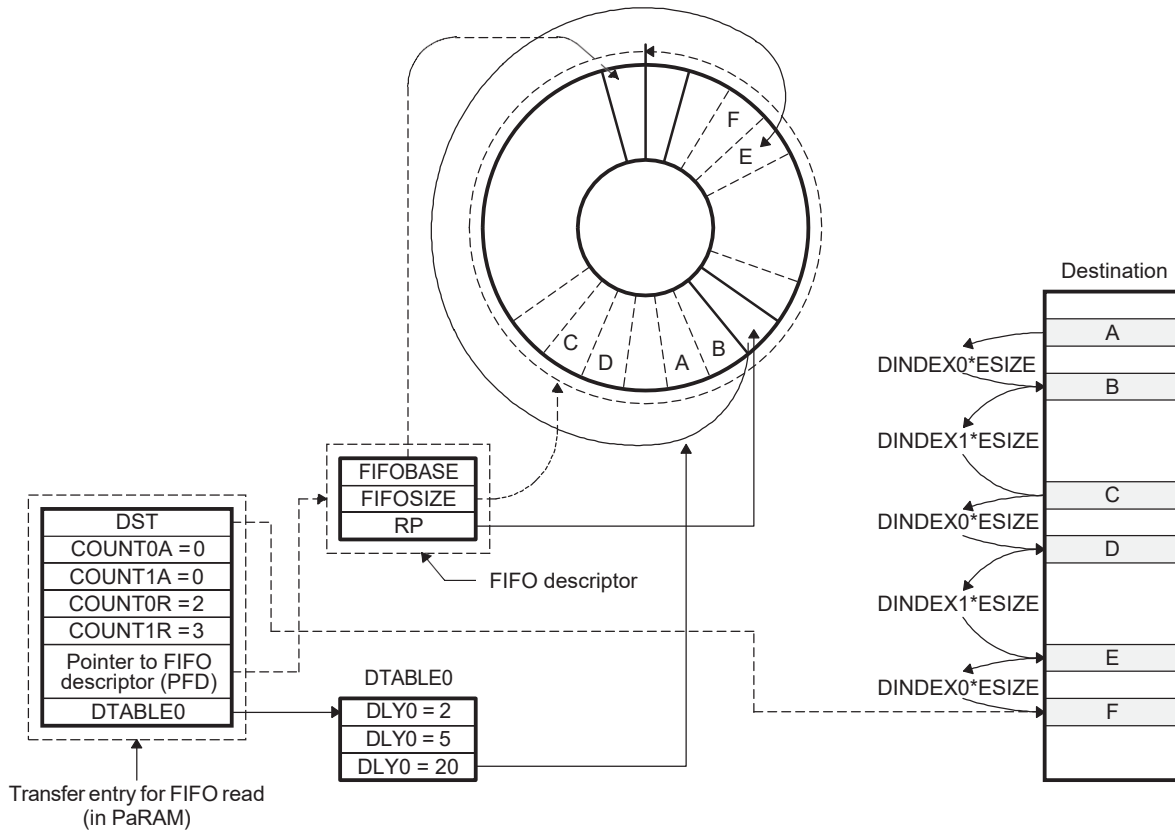 F
E
C
D
A
B
Destination
A
DINDEX0*ESIZE
B
DINDEX1*ESIZE
C
DINDEX0*ESIZE
D
DINDEX1*ESIZE
E
DINDEX0*ESIZE
F
FIFOBASE
FIFOSIZE
RP
FIFO descriptor
DST
COUNT0A = 0
COUNT1A = 0
COUNT0R = 2
COUNT1R = 3
Pointer to FIFO
descriptor (PFD)
DTABLE0
Transfer entry for FIFO read
(in PaRAM)
DTABLE0
DLY0 = 2
DLY0 = 5
DLY0 = 20